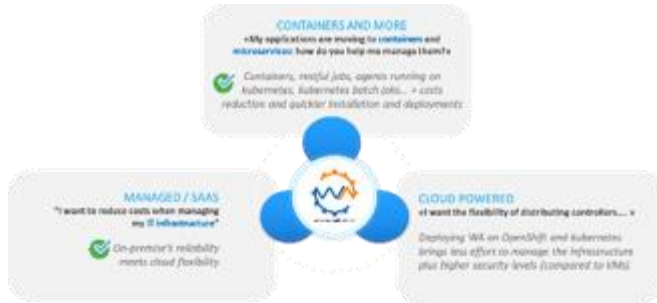 CONTAINERS AND MORE
«My applications are moving to containers and
microservices: how do you help me manage them?»
Containers, restful jobs, agents running on
kubernetes, kubernetes batch jobs... + costs
reduction and quicker installation and deployments
MANAGED / SAAS
"I want to reduce costs when managing
my IT infrastructure"
On-premise's reliability
meets cloud flexibility
CLOUD POWERED
«I want the flexibility of distributing controllers.... »
Deploying WA on OpenShift and kubernetes
brings less effort to manage the infrastructure
plus higher security levels (compared to VMs)